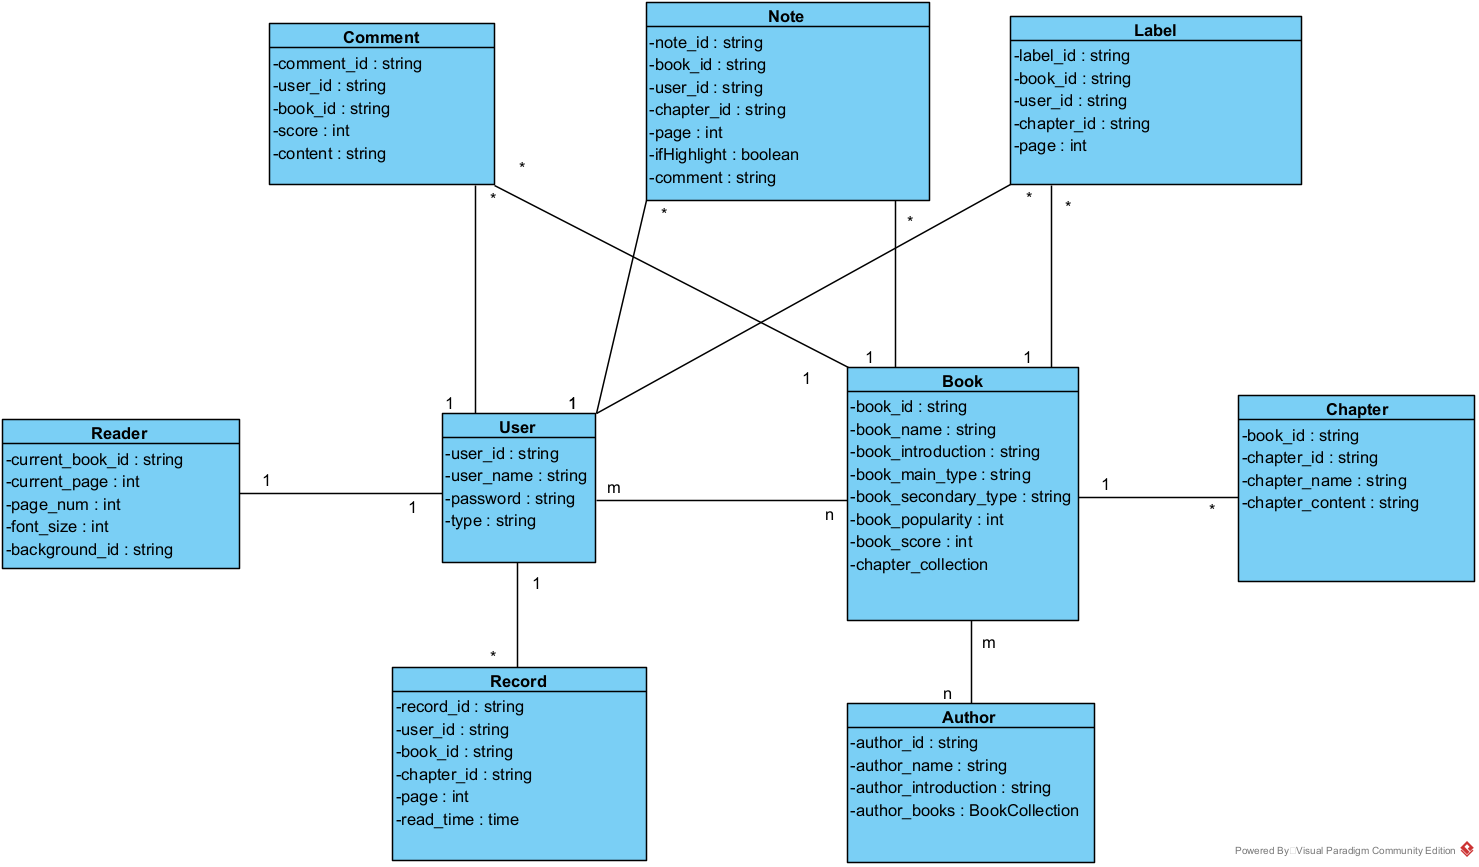 Comment
-comment_id : string
-user_id : string
-book_id : string
-score : int
-content : string
*
*
Note
-note_id : string
-book_id : string
-user_id : string
-chapter_id : string
-page : int
-ifHighlight : boolean
-comment : string
*
*
Label
-label_id : string
-book_id : string
-user_id : string
-chapter_id : string
-page : int
*
*
1
1
1
1
1
Reader
-current_book_id : string
-current_page : int
-page_num : int
-font_size : int
-background_id : string
1
1
User
-user_id : string
-user_name : string
-password : string
-type : string
m
n
Book
-book_id : string
-book_name : string
-book_introduction : string
-book_main_type : string
-book_secondary_type : string
-book_popularity : int
-book_score : int
-chapter_collection
1
*
Chapter
-book_id : string
-chapter_id : string
-chapter_name : string
-chapter_content : string
1
*
m
n
Record
-record_id : string
-user_id : string
-book_id : string
-chapter_id : string
-page : int
-read_time : time
Author
-author_id : string
-author_name : string
-author_introduction : string
-author_books : BookCollection
Powered By Visual Paradigm Community Edition